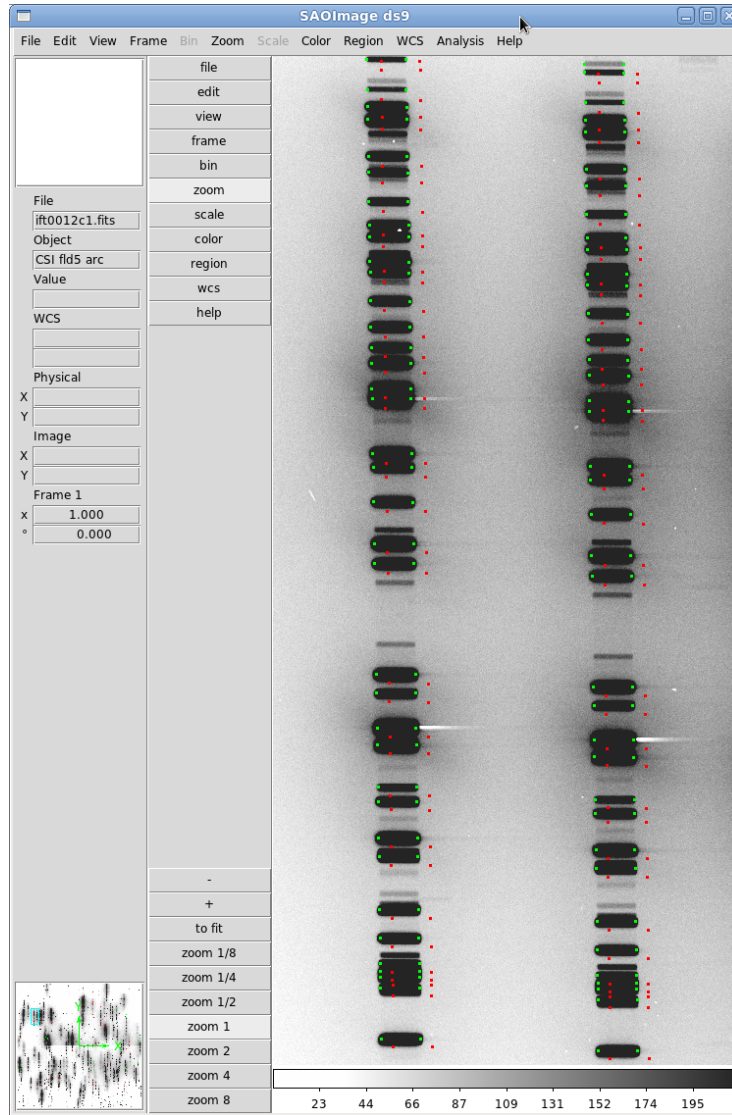 SAOImage ds9
File Edit View Frame Bin Zoom Scale Color Region WCS Analysis Help
file
edit
view
frame
bin
zoom
scale
color
region
wcs
help
File
ift0012c1.fits
Object
CSI fld5 arc
Value
WCS
Physical
X
Y
Image
X
Y
Frame 1
x 1.000
° 0.000
-
+
to fit
zoom 1/8
zoom 1/4
zoom 1/2
zoom 1
zoom 2
zoom 4
zoom 8
Y
X
23 44 66 87 109 131 152 174 195